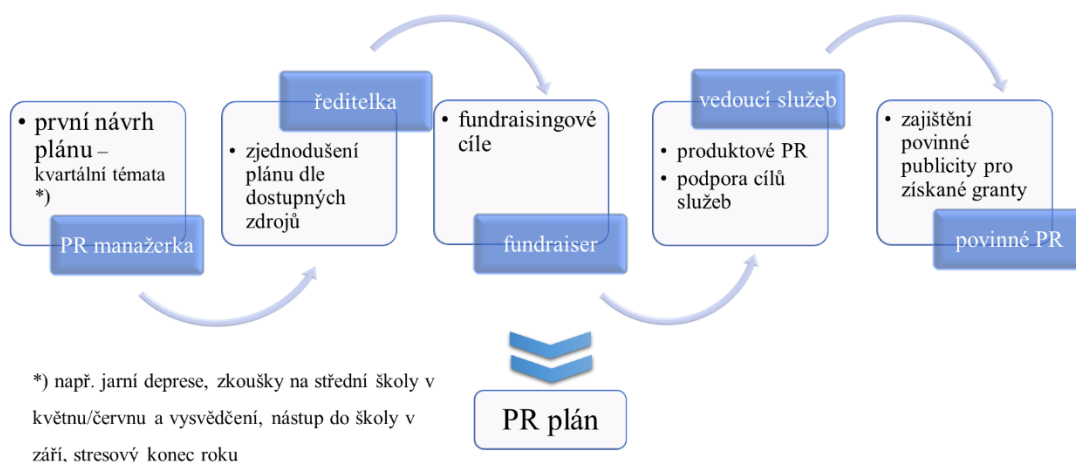 • první návrh
plánu – 
kvartální témata
*)
PR manažerka
ředitelka
• zjednodušení
plánu dle
dostupných
zdrojů
• fundraisingové
cíle
fundraiser
vedoucí služeb
• produktové PR
• podpora cílů
služeb
• zajištění
povinné
publicity pro
získané granty
povinné PR
PR plán
*) např. jarní deprese, zkoušky na střední školy v
květnu/červnu a vysvědčení, nástup do školy v
září, stresový konec roku